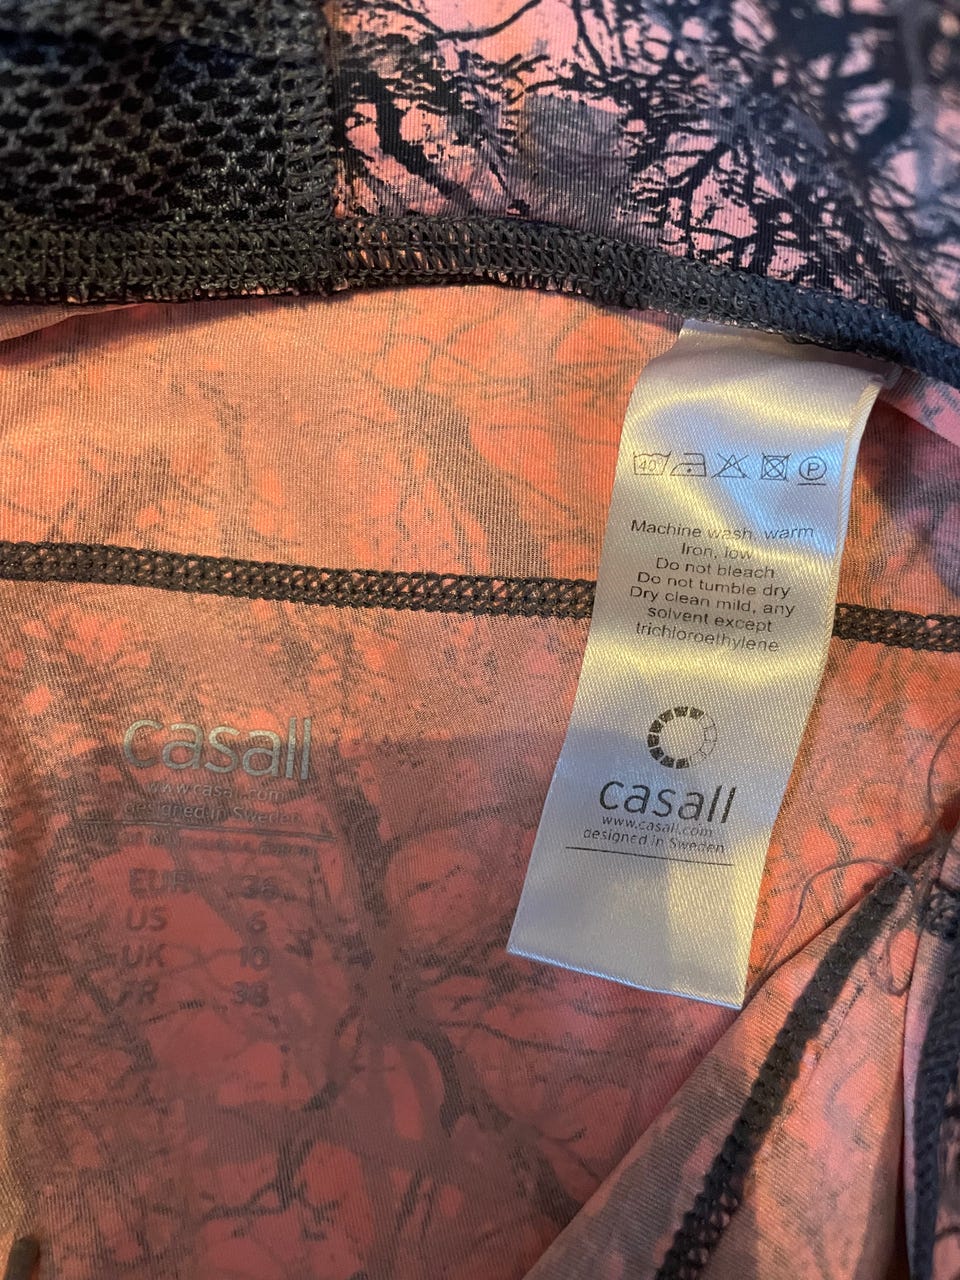 40
P
Machine wash, warm
Iron, low
Do not bleach
Do not tumble dry
Dry clean mild, any
solvent except
trichloroethylene
casall
www.casall.com
designed in Sweden
casall
www.casall.com
designed in Sweden
EUR 36
US 6
UK 10
FR 38